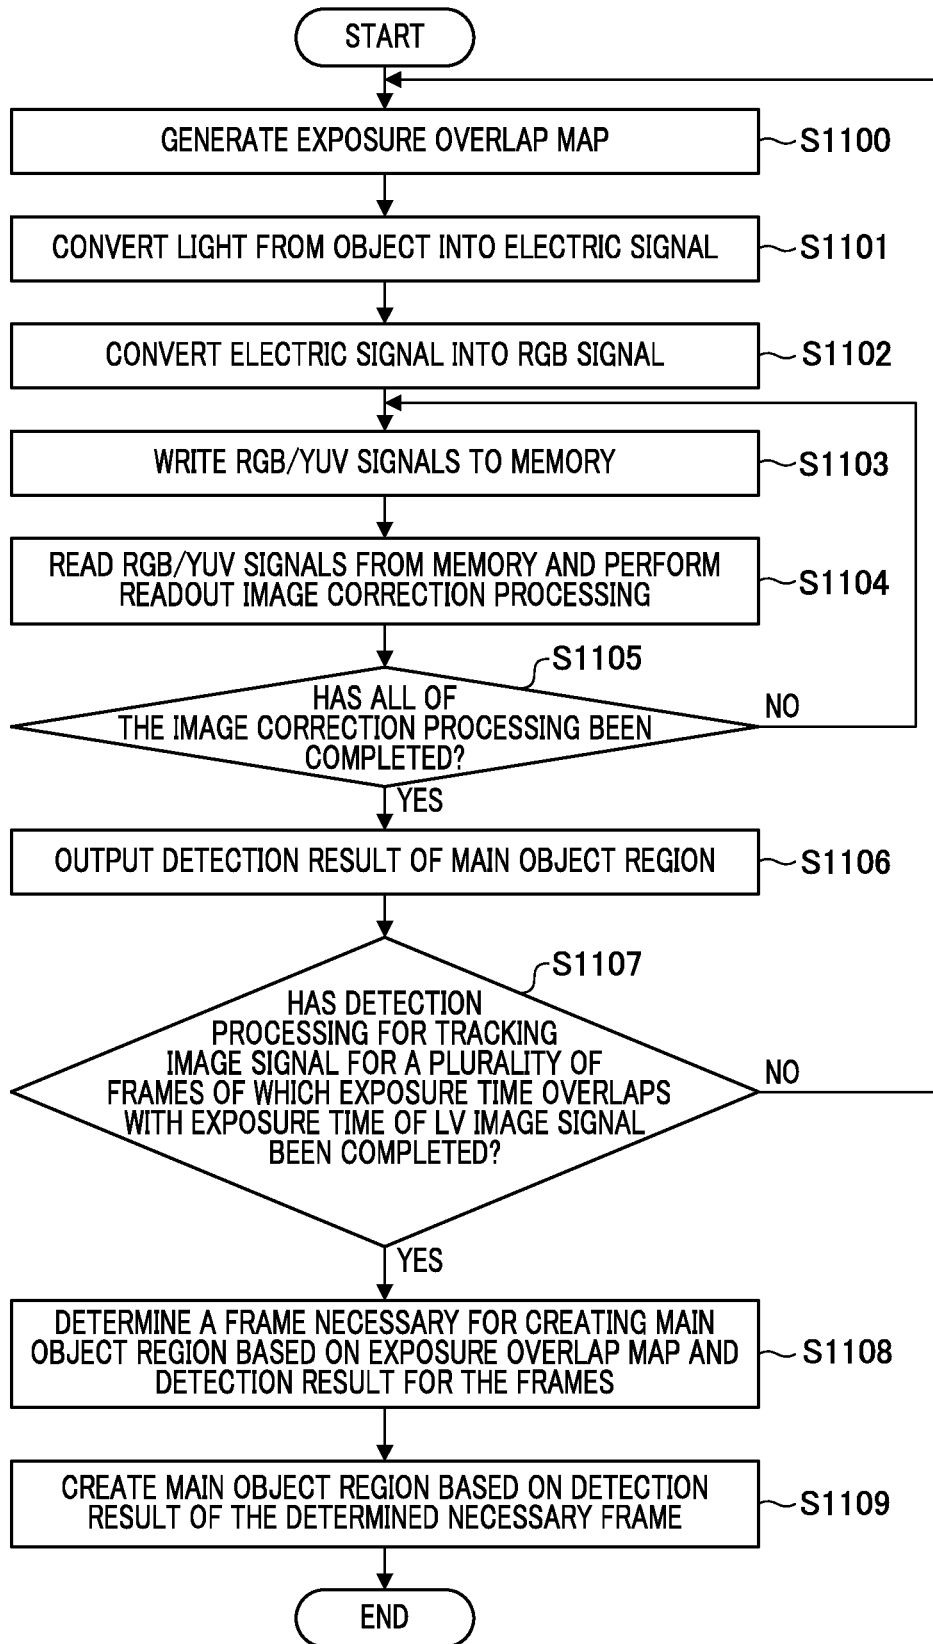 START
GENERATE EXPOSURE OVERLAP MAP
S1100
CONVERT LIGHT FROM OBJECT INTO ELECTRIC SIGNAL
S1101
CONVERT ELECTRIC SIGNAL INTO RGB SIGNAL
S1102
WRITE RGB/YUV SIGNALS TO MEMORY
S1103
READ RGB/YUV SIGNALS FROM MEMORY AND PERFORM
READOUT IMAGE CORRECTION PROCESSING
S1104
S1105
HAS ALL OF
THE IMAGE CORRECTION PROCESSING BEEN
COMPLETED?
NO
YES
OUTPUT DETECTION RESULT OF MAIN OBJECT REGION
S1106
S1107
HAS DETECTION
PROCESSING FOR TRACKING
IMAGE SIGNAL FOR A PLURALITY OF
FRAMES OF WHICH EXPOSURE TIME OVERLAPS
WITH EXPOSURE TIME OF LV IMAGE SIGNAL
BEEN COMPLETED?
NO
YES
DETERMINE A FRAME NECESSARY FOR CREATING MAIN
OBJECT REGION BASED ON EXPOSURE OVERLAP MAP AND
DETECTION RESULT FOR THE FRAMES
S1108
CREATE MAIN OBJECT REGION BASED ON DETECTION
RESULT OF THE DETERMINED NECESSARY FRAME
S1109
END